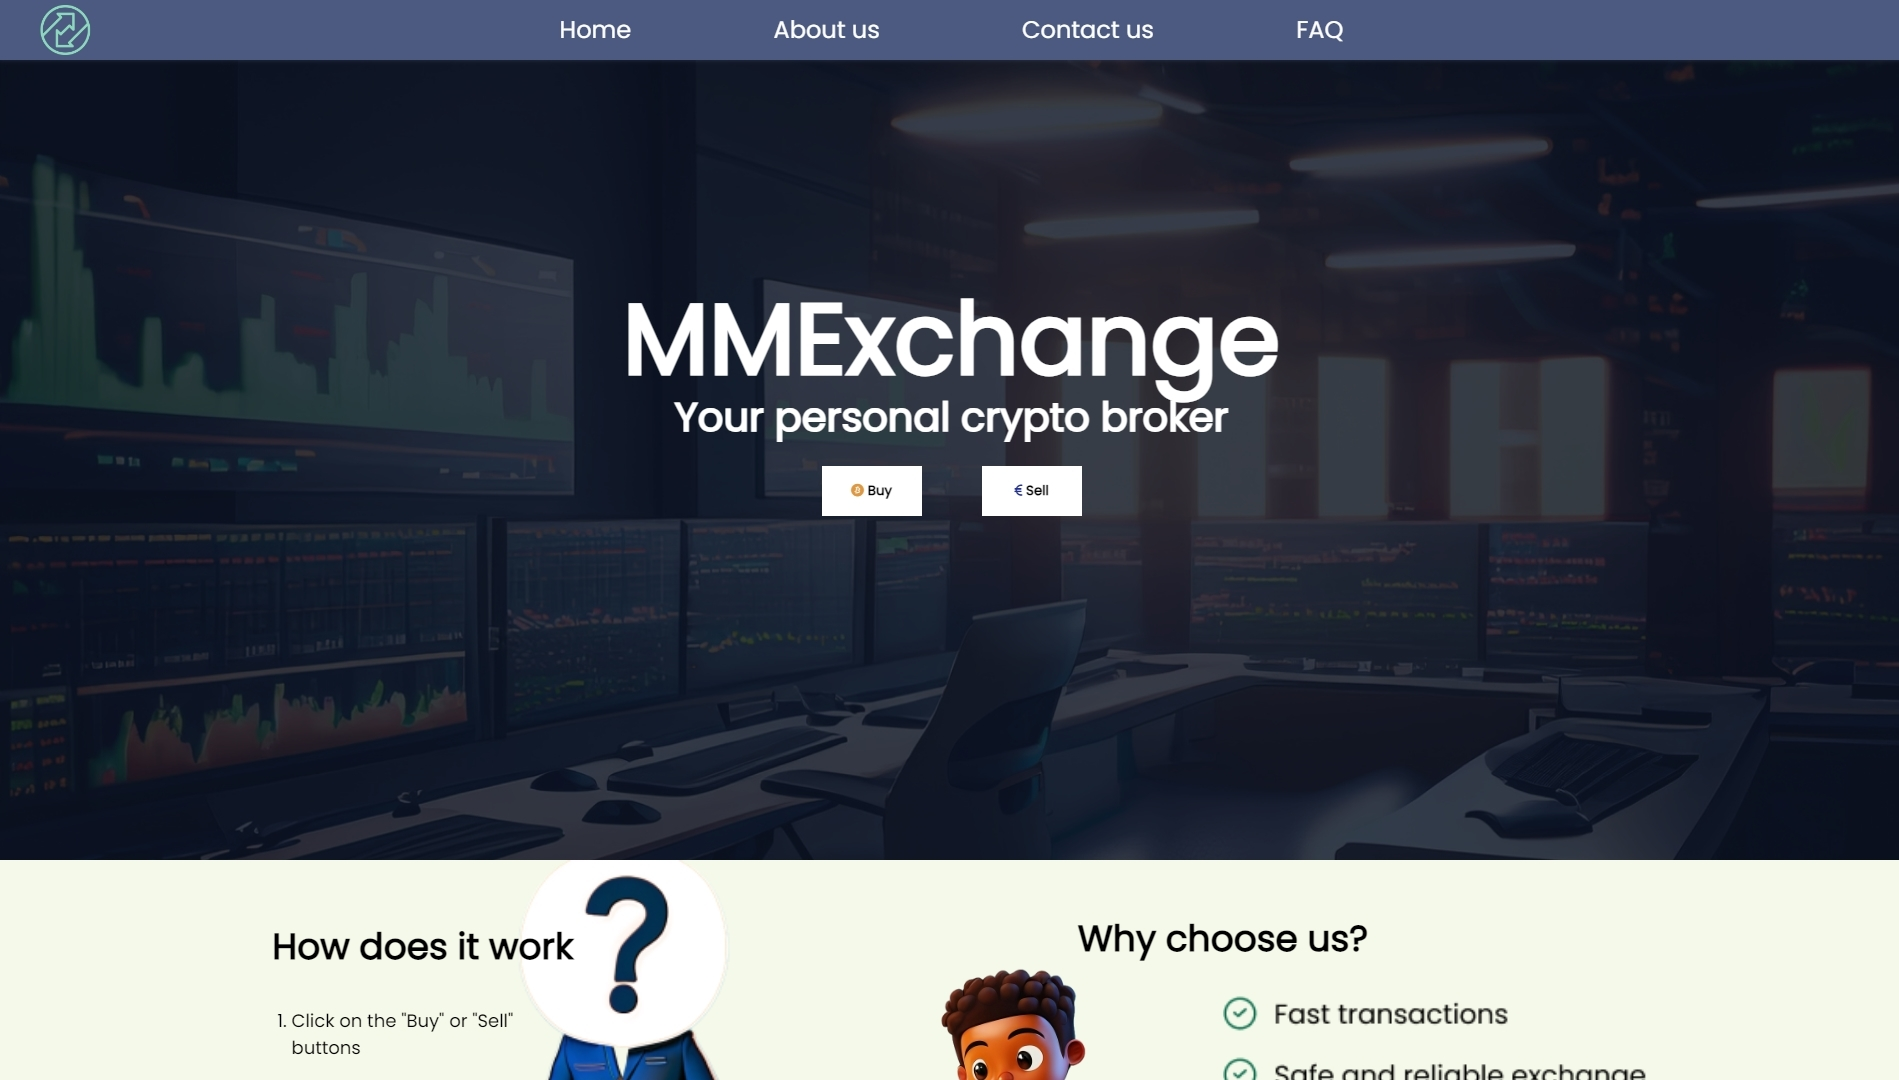 Home
About us
Contact us
FAQ
MMExchange
Your personal crypto broker
Buy
€ Sell
How does it work
1. Click on the "Buy" or "Sell"
buttons
Why choose us?
Fast transactions
Safe and reliable exchange